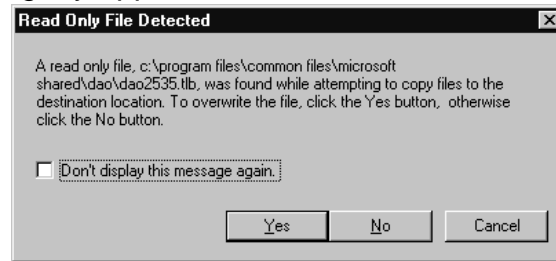 Read Only File Detected
A read only file, c:\program files\common files\microsoft
shared\dao\dao2535.tlb, was found while attempting to copy files to the
destination location. To overwrite the file, click the Yes button, otherwise
click the No button.
Don't display this message again.
Yes No Cancel